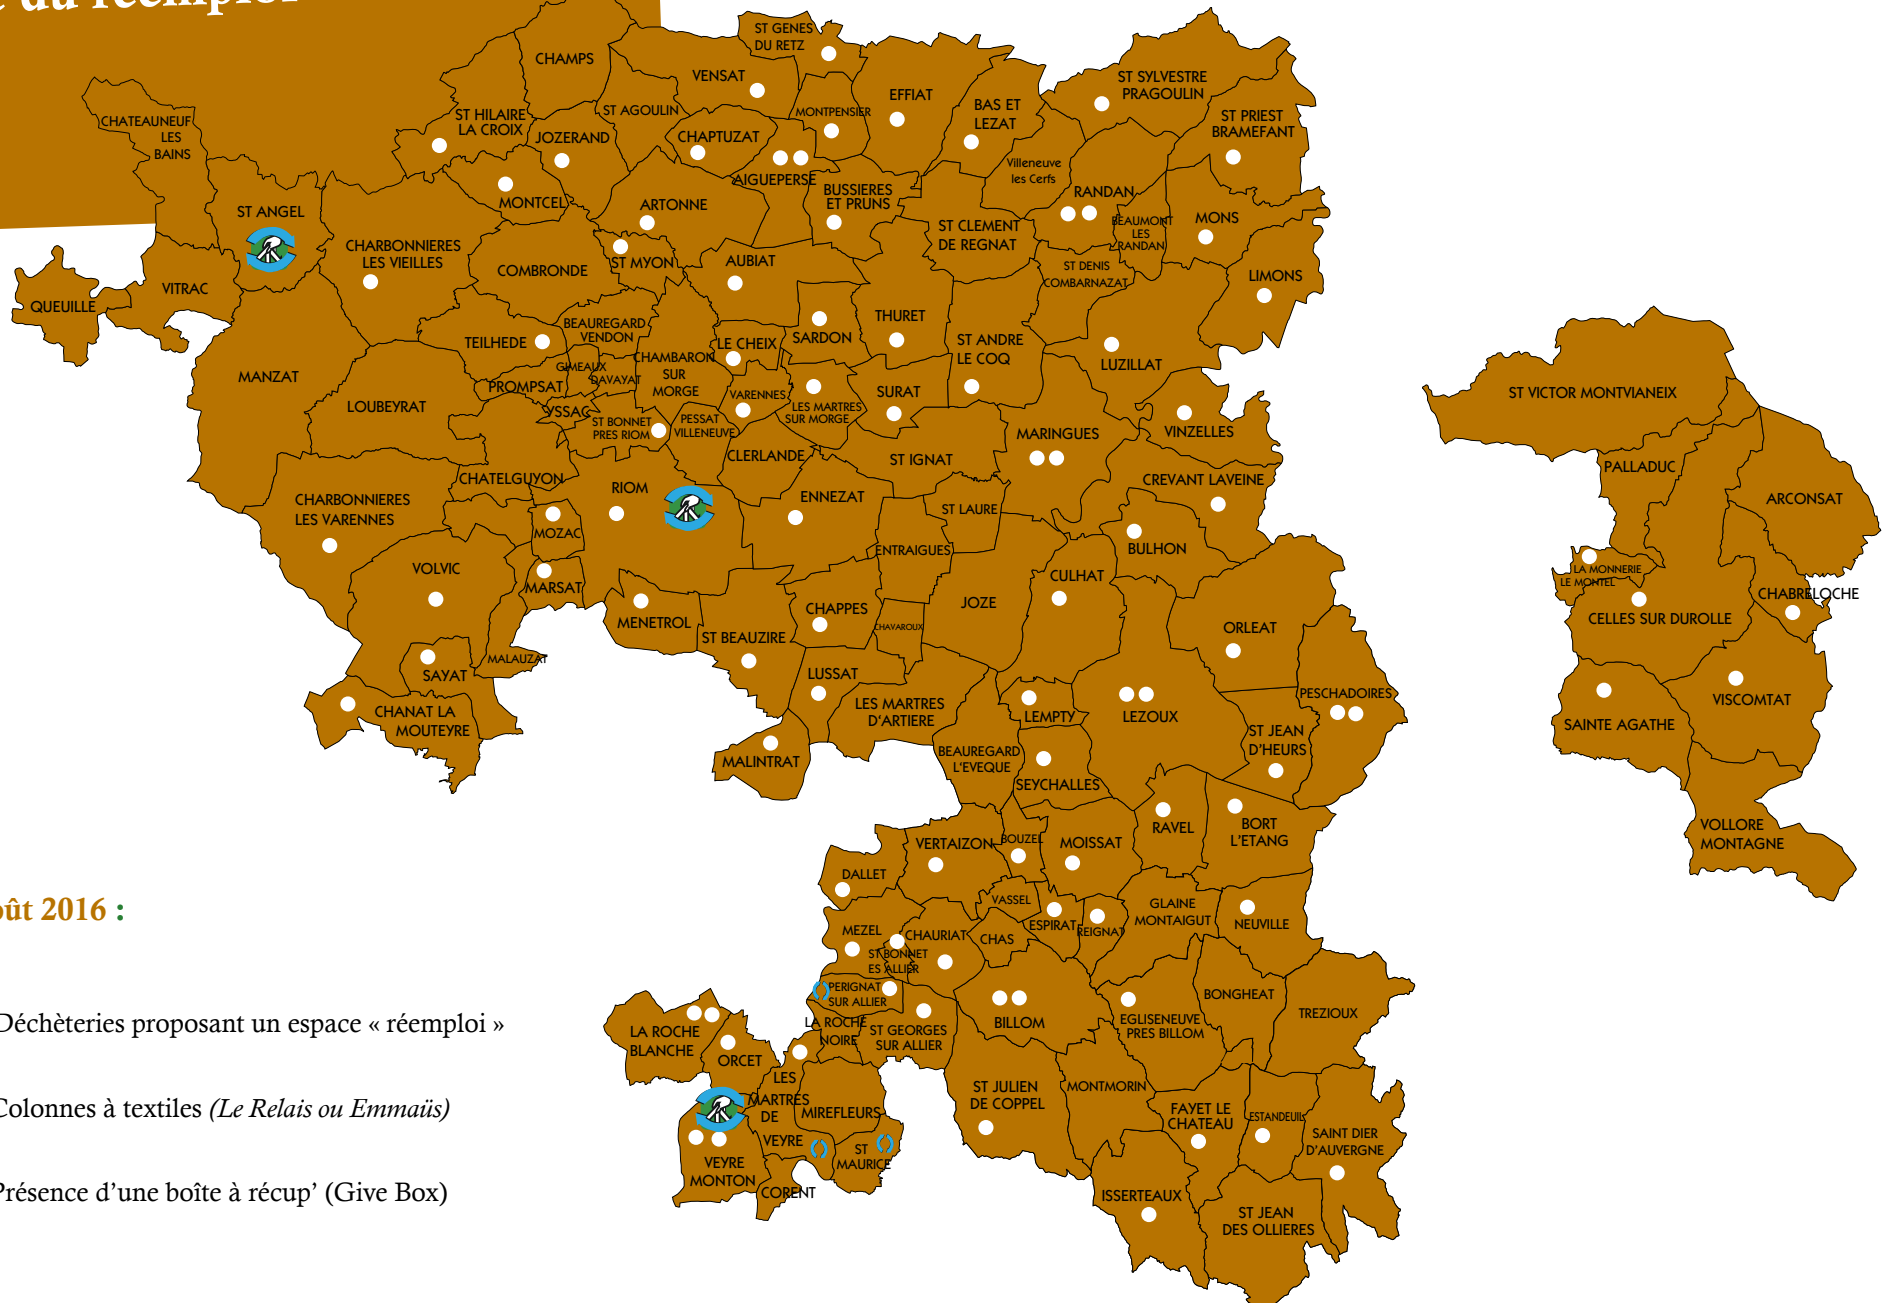 du réemploi
ST GENES
DU RETZ
CHAMPS
VENSAT
ST SYLVESTRE
PRAGOULIN
EFFIAT
BAS ET
LEZAT
ST AGOULIN
MONTPENSIER
ST HILAIRE
LA CROIX
ST PRIEST
BRAMEFANT
CHATEAUNEUF
LES
BAINS
JOZERAND
CHAPTUZAT
Villeneuve
les Cerfs
AIGUEPERSE
BUSSIERES
ET PRUNS
RANDAN
MONTCEL
ARTONNE
ST ANGEL
BEAUMONT
LES
RANDAN
MONS
ST CLEMENT
DE REGNAT
CHARBONNIERES
LES VIEILLES
COMBRONDE
ST MYON
AUBIAT
ST DENIS
COMBARNAZAT
LIMONS
VITRAC
QUEUILLE
BEAUREGARD
VENDON
THURET
SARDON
TEILHEDE
LE CHEIX
ST ANDRE
LE COQ
LUZILLAT
CHAMBARON
SUR
MORGE
GIMEAUX
DAVAYAT
MANZAT
PROMPSAT
LOUBEYRAT
VARENNES
LES MARTRES
SUR MORGE
SURAT
ST VICTOR MONTVIANEIX
YSSAC
ST BONNET
PRES RIOM
PESSAT
VILLENEUVE
MARINGUES
VINZELLES
CLERLANDE
ST IGNAT
PALLADUC
CHATELGUYON
RIOM
CREVANT LAVEINE
CHARBONNIERES
LES VARENNES
ENNEZAT
ARCONSAT
ST LAURE
MOZAC
ENTRAIGUES
BULHON
VOLVIC
CULHAT
LA MONNERIE
LE MONTEL
MARSAT
CHABRELOCHE
JOZE
CHAPPES
MENETROL
CHAVAROUX
ORLEAT
CELLES SUR DUROLLE
ST BEAUZIRE
MALAUZAT
SAYAT
LUSSAT
PESCHADOIRES
VISCOMTAT
LES MARTRES
D'ARTIERE
LEMPTY
LEZOUX
CHANAT LA
MOUTEYRE
SAINTE AGATHE
ST JEAN
D'HEURS
BEAUREGARD
L'EVEQUE
MALINTRAT
SEYCHALLES
RAVEL
BORT
L'ETANG
VOLLORE
MONTAGNE
VERTAIZON
BOUZEL
MOISSAT
DALLET
VASSEL
GLAINE
MONTAIGUT
oût 2016 :
ESPIRAT
REIGNAT
NEUVILLE
MEZEL
CHAURIAT
CHAS
ST BONNET
ES ALLIER
PERIGNAT
SUR ALLIER
BONGHEAT
TREZIOUX
Déchèteries proposant un espace « réemploi »
LA ROCHE
BLANCHE
LA ROCHE
NOIRE
ST GEORGES
SUR ALLIER
BILLOM
EGLISENEUVE
PRES BILLOM
ORCET
LES
MARTRES
DE
VEYRE
MIREFLEURS
ST JULIEN
DE COPPEL
MONTMORIN
Colonnes à textiles (Le Relais ou Emmaüs)
FAYET LE
CHATEAU
ESTANDEUIL
SAINT DIER
D'AUVERGNE
ST
MAURICE
VEYRE
MONTON
CORENT
Présence d'une boîte à récup' (Give Box)
ISSERTEAUX
ST JEAN
DES OLLIERES